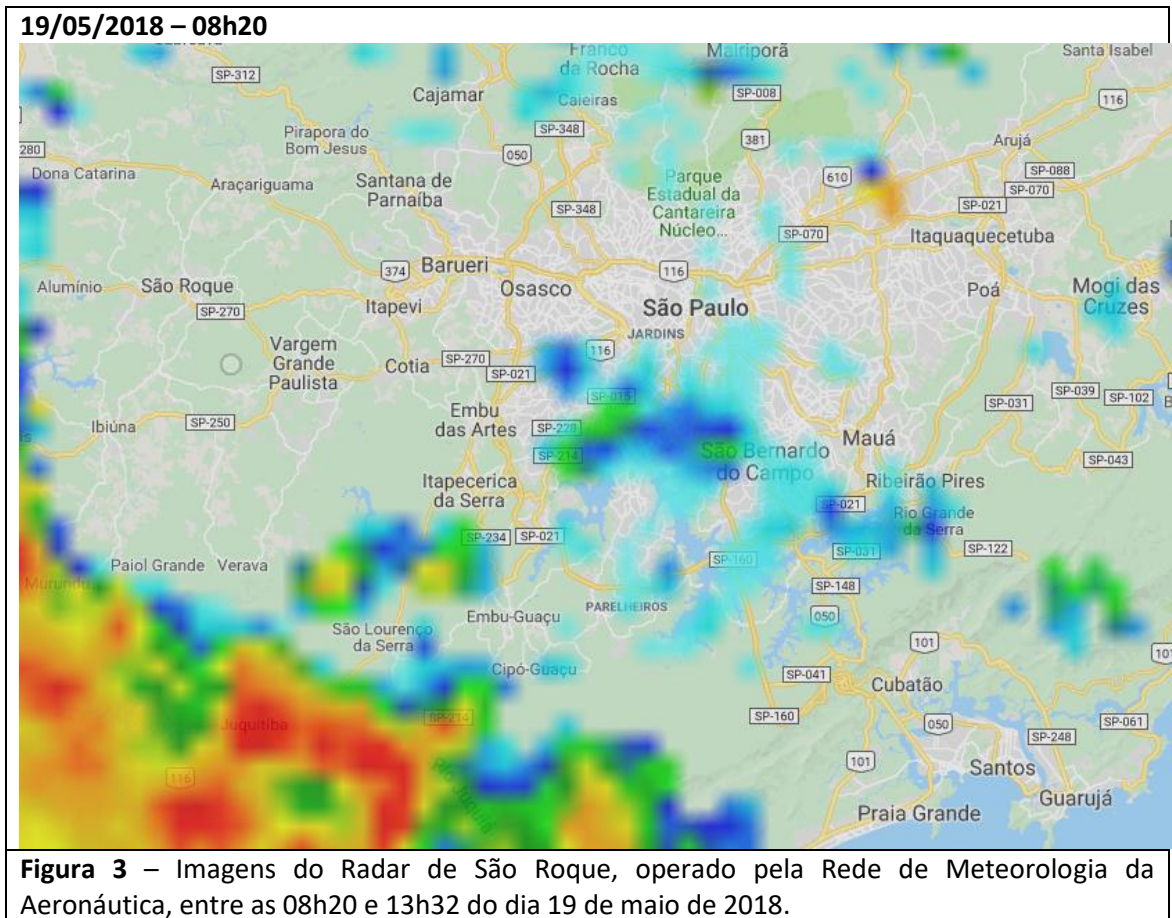 19/05/2018 – 08h20
Franco
da Rocha
Mairiporã
Santa Isabel
SP-312
Cajamar
Caieiras
SP-008
116
SP-348
Pirapora do
Bom Jesus
381
Arujá
280
050
Dona Catarina
Araçariguama
Santana de
Parnaíba
Parque
Estadual da
Cantareira
Núcleo...
610
SP-088
SP-070
SP-348
SP-021
SP-070
Itaquaquecetuba
374
Barueri
116
Alumínio
São Roque
Osasco
Poá
Mogi das
Cruzes
SP-270
Itapevi
São Paulo
JARDINS
Vargem
Grande
Paulista
Cotia
SP-270
116
SP-021
SP-015
SP-039
SP-102
SP-031
Ibiúna
SP-250
Embu
das Artes
SP-228
SP-214
São Bernardo
do Campo
Mauá
SP-043
Itapecerica
da Serra
Ribeirão Pires
SP-021
Rio Grande
da Serra
SP-234
SP-021
SP-160
SP-031
SP-122
Paiol Grande
Verava
Murundu
SP-148
Embu-Guaçu
PARELHEIROS
050
São Lourenço
da Serra
101
Cipó-Guaçu
101
SP-041
Cubatão
SP-214
Juquitiba
SP-160
050
SP-061
SP-248
Rio Juquiá
116
101
Santos
Guarujá
Praia Grande
Figura 3 – Imagens do Radar de São Roque, operado pela Rede de Meteorologia da
Aeronáutica, entre as 08h20 e 13h32 do dia 19 de maio de 2018.